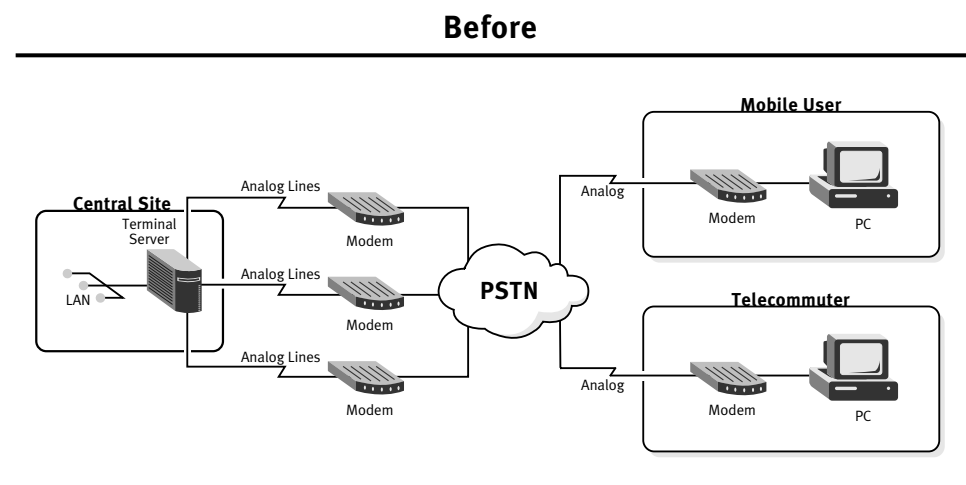 Before
Mobile User
Analog
Modem
PC
Central Site
Terminal
Server
LAN
Analog Lines
Modem
Analog Lines
Modem
Analog Lines
Modem
PSTN
Telecommuter
Analog
Modem
PC